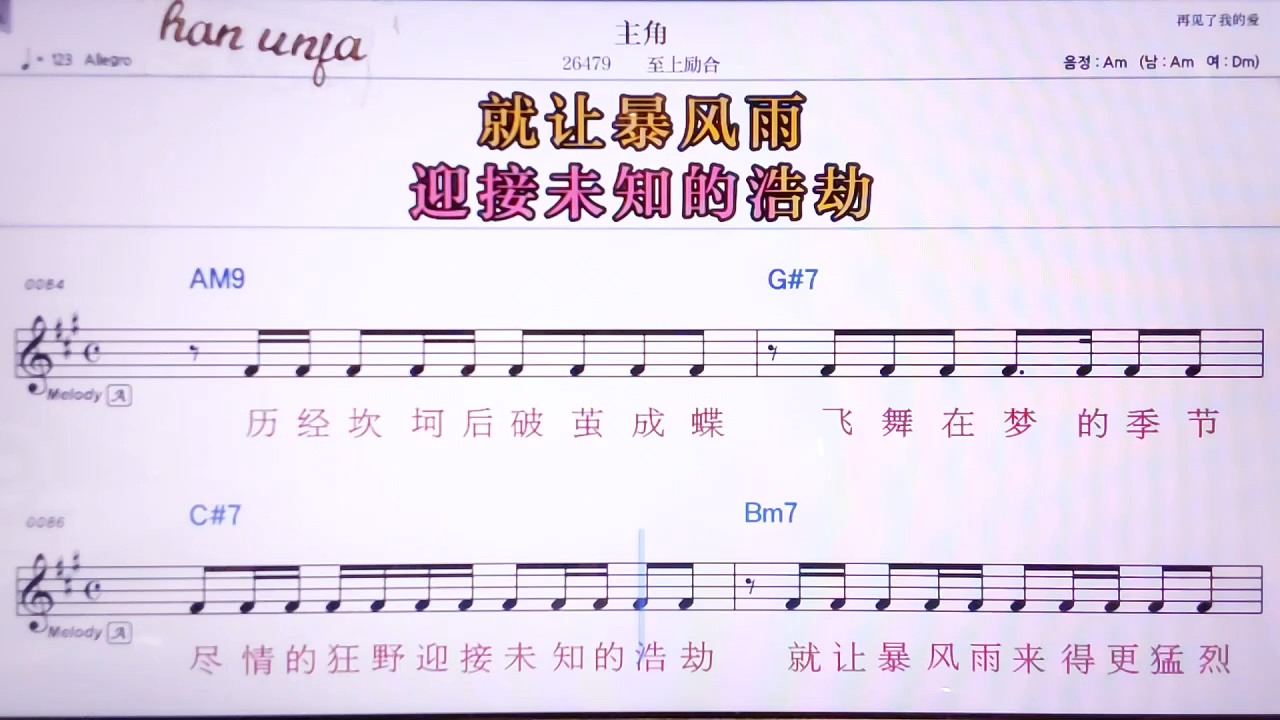 han unfa
主角
再见了我的爱
♩= 123 Allegro
26479 至上励合
음정 : Am (남 : Am 여 : Dm)
就让暴风雨
迎接未知的浩劫
0084 AM9 G#7
Melody A
历经坎坷后破茧成蝶 飞舞在梦的季节
0086 C#7 Bm7
Melody A
尽情的狂野迎接未知的浩劫 就让暴风雨来得更猛烈